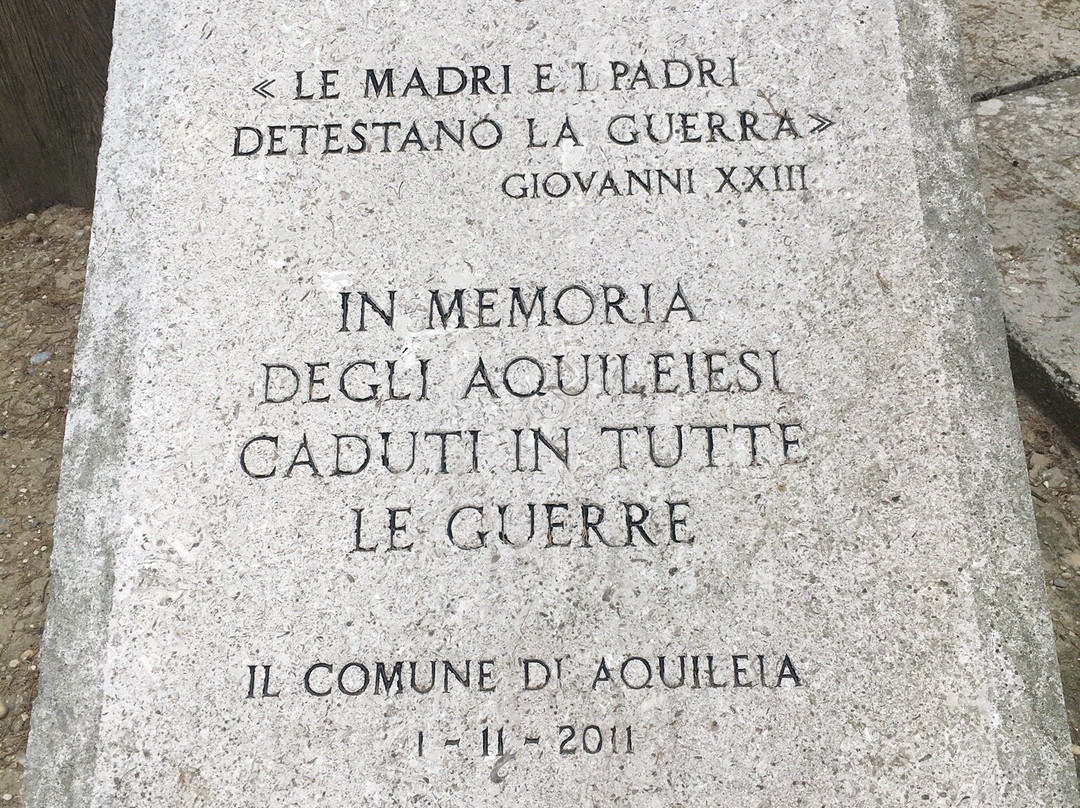 « LE MADRI E I PADRI
DETESTANO LA GUERRA»
GIOVANNI XXIII
IN MEMORIA
DEGLI AQUILEIESI
CADUTI IN TUTTE
LE GUERRE
IL COMUNE DI AQUILEIA
1 - 11 - 2011